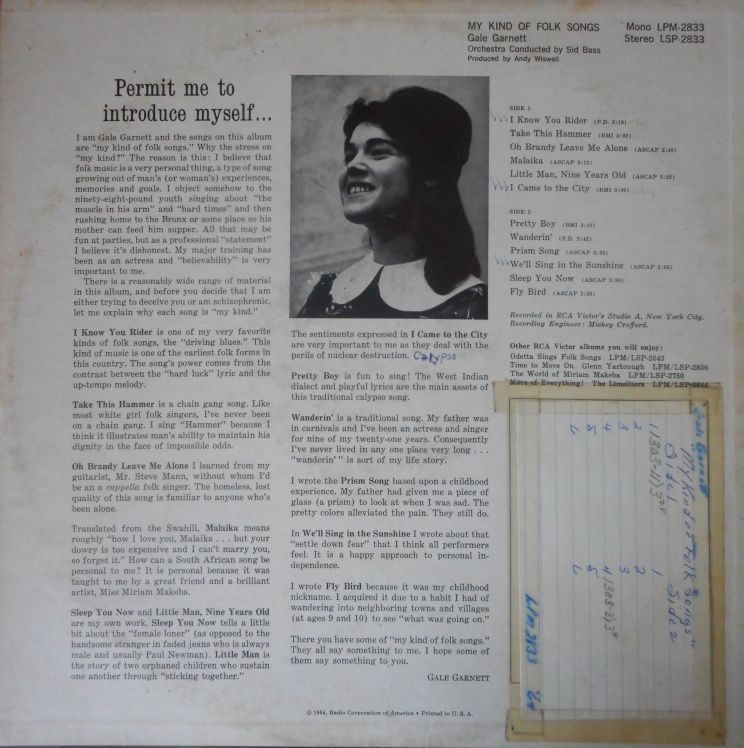 MY KIND OF FOLK SONGS
Gale Garnett
Orchestra Conducted by Sid Bass
Produced by Andy Wiswell
Mono LPM-2833
Stereo LSP-2833
Permit me to
introduce myself...
I am Gale Garnett and the songs on this album
are “my kind of folk songs.” Why the stress on
“my kind?” The reason is this: I believe that
folk music is a very personal thing, a type of song
growing out of man’s (or woman’s) experiences,
memories and goals. I object somehow to the
ninety-eight-pound youth singing about “the
muscle in his arm” and “hard times” and then
rushing home to the Bronx or some place so his
mother can feed him supper. All that may be
fun at parties, but as a professional “statement”
I believe it’s dishonest. My major training has
been as an actress and “believability” is very
important to me.
There is a reasonably wide range of material
in this album, and before you decide that I am
either trying to deceive you or am schizophrenic,
let me explain why each song is “my kind.”
I Know You Rider is one of my very favorite
kinds of folk songs, the “driving blues.” This
kind of music is one of the earliest folk forms in
this country. The song’s power comes from the
contrast between the “hard luck” lyric and the
up-tempo melody.
Take This Hammer is a chain gang song. Like
most white girl folk singers, I’ve never been
on a chain gang. I sing “Hammer” because I
think it illustrates man’s ability to maintain his
dignity in the face of impossible odds.
Oh Brandy Leave Me Alone I learned from my
guitarist, Mr. Steve Mann, without whom I’d
be an a cappella folk singer. The homeless, lost
quality of this song is familiar to anyone who’s
been alone.
Translated from the Swahili, Malaika means
roughly “how I love you, Malaika . . . but your
dowry is too expensive and I can’t marry you,
so forget it.” How can a South African song be
personal to me? It is personal because it was
taught to me by a great friend and a brilliant
artist, Miss Miriam Makeba.
Sleep You Now and Little Man, Nine Years Old
are my own work. Sleep You Now tells a little
bit about the “female loner” (as opposed to the
handsome stranger in faded jeans who is always
male and usually Paul Newman). Little Man is
the story of two orphaned children who sustain
one another through “sticking together.”
The sentiments expressed in I Came to the City
are very important to me as they deal with the
perils of nuclear destruction. Calypso
Pretty Boy is fun to sing! The West Indian
dialect and playful lyrics are the main assets of
this traditional calypso song.
Wanderin’ is a traditional song. My father was
in carnivals and I’ve been an actress and singer
for nine of my twenty-one years. Consequently
I’ve never lived in any one place very long . . .
“wanderin’ ” is sort of my life story.
I wrote the Prism Song based upon a childhood
experience. My father had given me a piece of
glass (a prism) to look at when I was sad. The
pretty colors alleviated the pain. They still do.
In We’ll Sing in the Sunshine I wrote about that
“settle down fear” that I think all performers
feel. It is a happy approach to personal in-
dependence.
I wrote Fly Bird because it was my childhood
nickname. I acquired it due to a habit I had of
wandering into neighboring towns and villages
(at ages 9 and 10) to see “what was going on.”
There you have some of “my kind of folk songs.”
They all say something to me. I hope some of
them say something to you.
GALE GARNETT
© 1964, Radio Corporation of America • Printed in U. S. A.
SIDE 1
I Know You Rider (P.D. 2:19)
Take This Hammer (BMI 2:37)
Oh Brandy Leave Me Alone (ASCAP 2:40)
Malaika (ASCAP 3:12)
Little Man, Nine Years Old (ASCAP 3:25)
I Came to the City (BMI
SIDE 2
Pretty Boy (BMI
Wanderin’ (P.D. 2:42)
Prism Song (ASCAP
We’ll Sing in the Sunshine (ASCAP 2:55)
Sleep You Now (ASCAP
Fly Bird (ASCAP
Recorded in RCA Victor’s Studio A, New York City.
Recording Engineer: Mickey Crofford.
Other RCA Victor albums you will enjoy:
Odetta Sings Folk Songs LPM/LSP-2643
Time to Move On Glenn Yarbrough LPM/LSP-2836
The World of Miriam Makeba LPM/LSP-2750
More of Everything! The Limeliters LPM/LSP-2844
Gale Garnett
"My Kind of Folk Songs"
Side 1
Side 2
1
2
3
4
5
6
1
2
3
4
5
6
LPM 2833